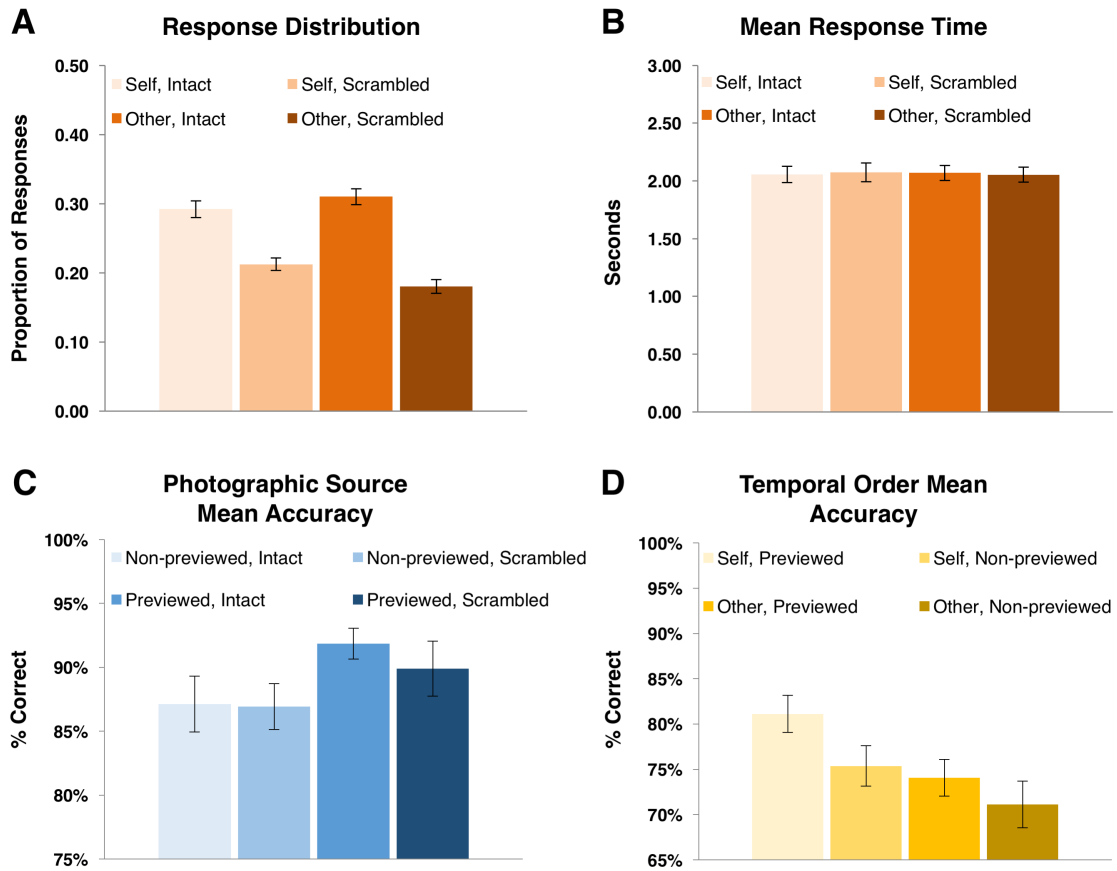 A
Response Distribution
Proportion of Responses
0.50
0.40
0.30
0.20
0.10
0.00
Self, Intact
Self, Scrambled
Other, Intact
Other, Scrambled
B
Mean Response Time
Seconds
3.00
2.50
2.00
1.50
1.00
0.50
0.00
Self, Intact
Self, Scrambled
Other, Intact
Other, Scrambled
C
Photographic Source
Mean Accuracy
% Correct
100%
95%
90%
85%
80%
75%
Non-previewed, Intact
Non-previewed, Scrambled
Previewed, Intact
Previewed, Scrambled
D
Temporal Order Mean
Accuracy
% Correct
100%
95%
90%
85%
80%
75%
70%
65%
Self, Previewed
Self, Non-previewed
Other, Previewed
Other, Non-previewed